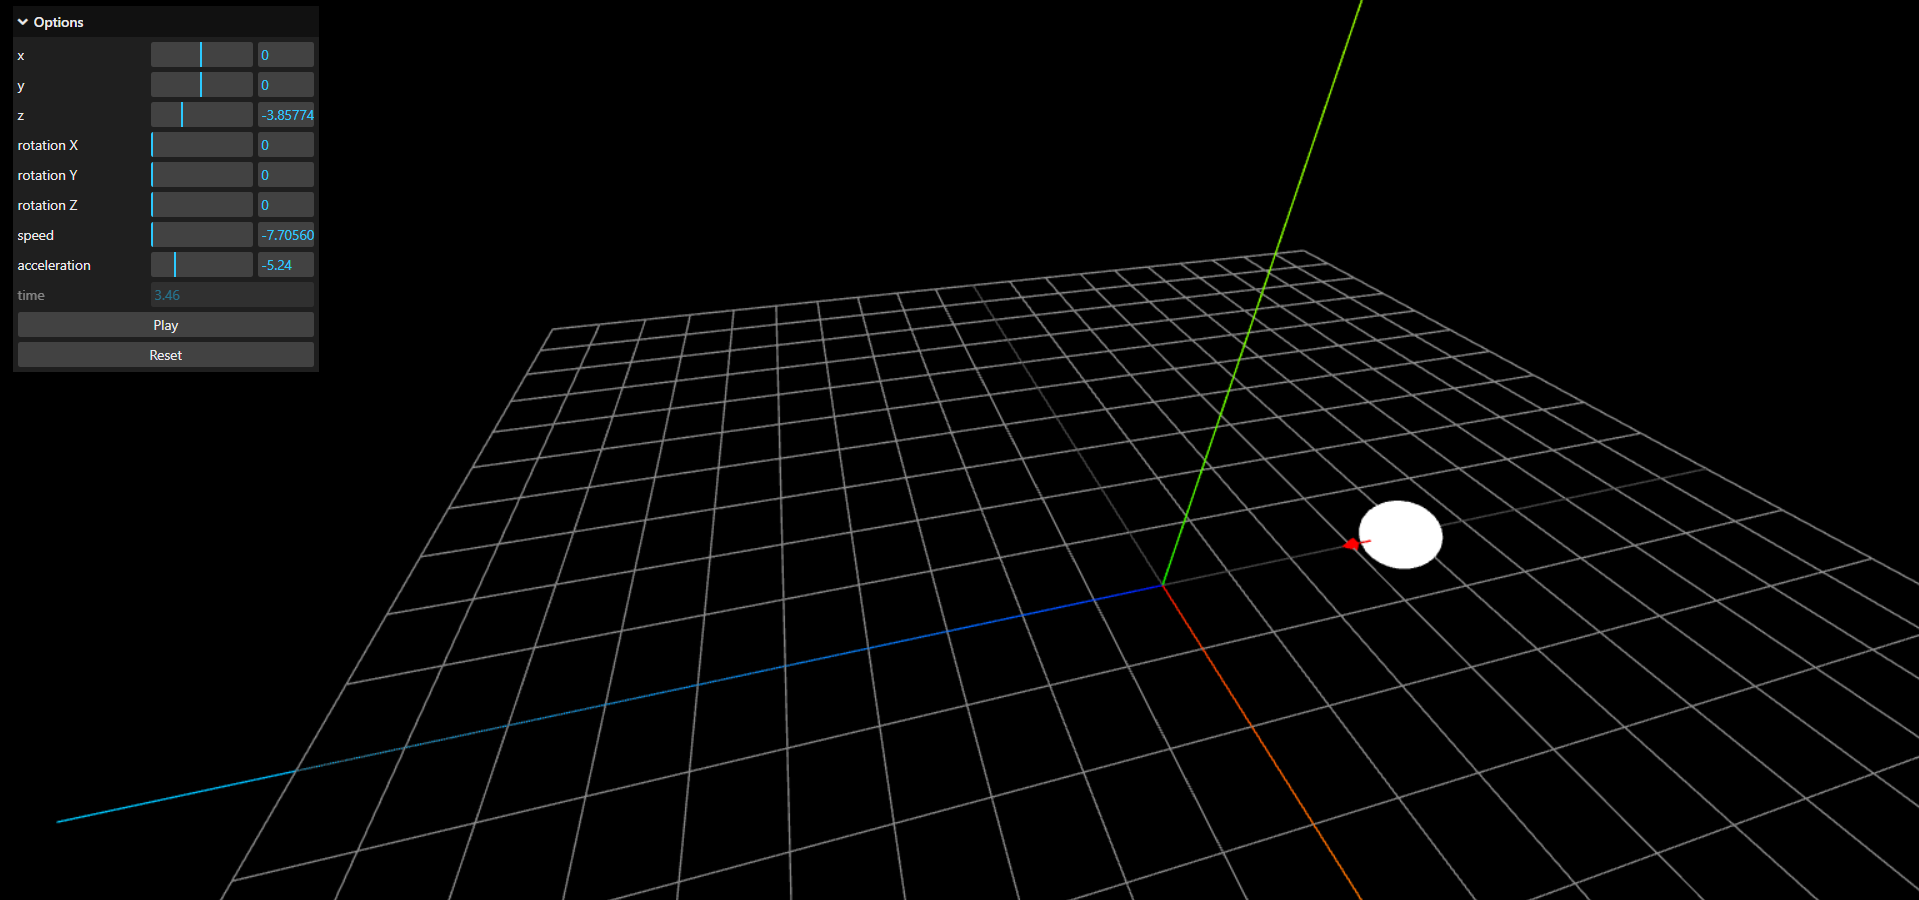 Options
x 0
y 0
z -3.85774
rotation X 0
rotation Y 0
rotation Z 0
speed -7.70560
acceleration -5.24
time 3.46
Play
Reset